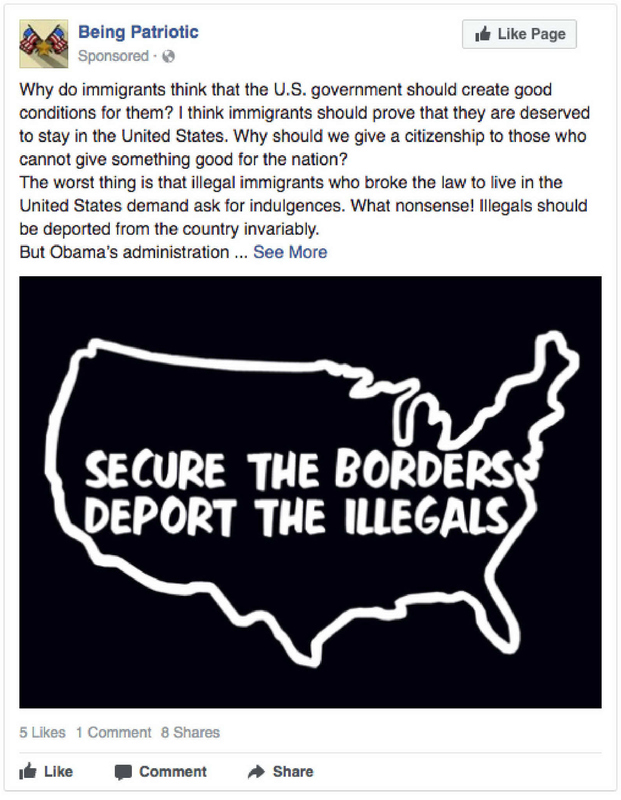 Being Patriotic
Like Page
Sponsored ·
Why do immigrants think that the U.S. government should create good
conditions for them? I think immigrants should prove that they are deserved
to stay in the United States. Why should we give a citizenship to those who
cannot give something good for the nation?
The worst thing is that illegal immigrants who broke the law to live in the
United States demand ask for indulgences. What nonsense! Illegals should
be deported from the country invariably.
But Obama's administration ... See More
SECURE THE BORDERS
DEPORT THE ILLEGALS
5 Likes 1 Comment 8 Shares
Like Comment Share